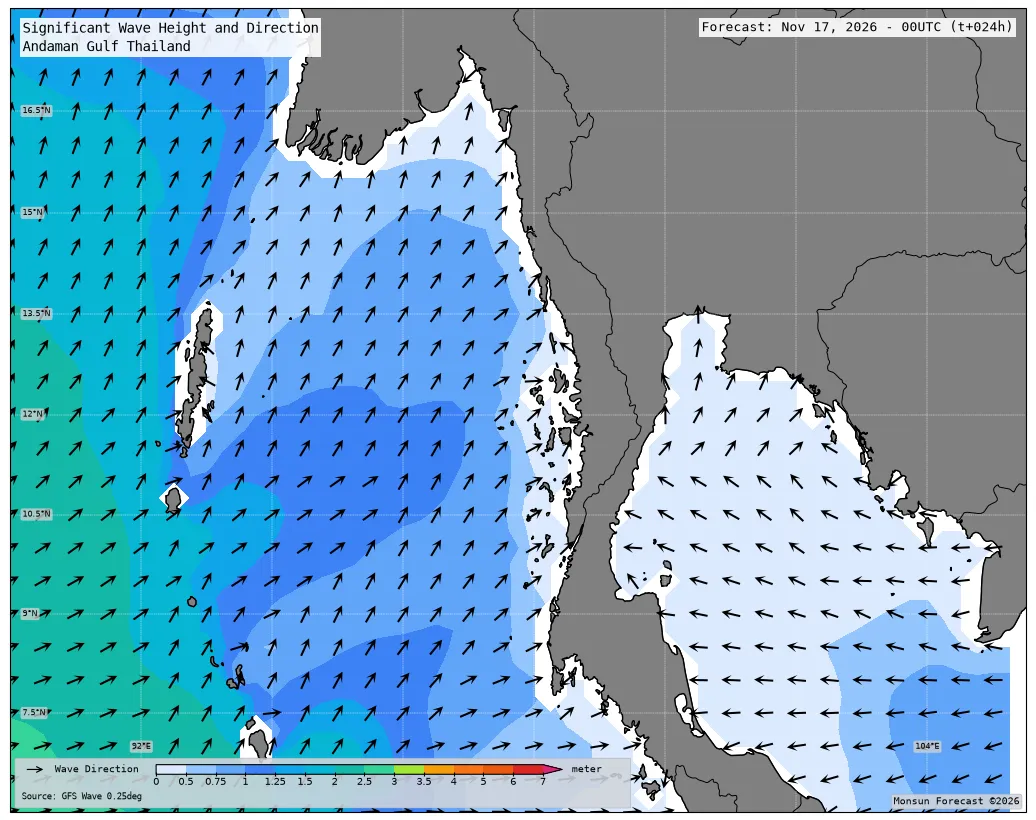 Significant Wave Height and Direction
Andaman Gulf Thailand
Forecast: Nov 17, 2026 - 00UTC (t+024h)
16.5°N
15°N
13.5°N
12°N
10.5°N
9°N
7.5°N
92°E
104°E
Wave Direction
0 0.5 0.75 1 1.25 1.5 2 2.5 3 3.5 4 5 6 7
meter
Source: GFS Wave 0.25deg
Monsun Forecast ©2026